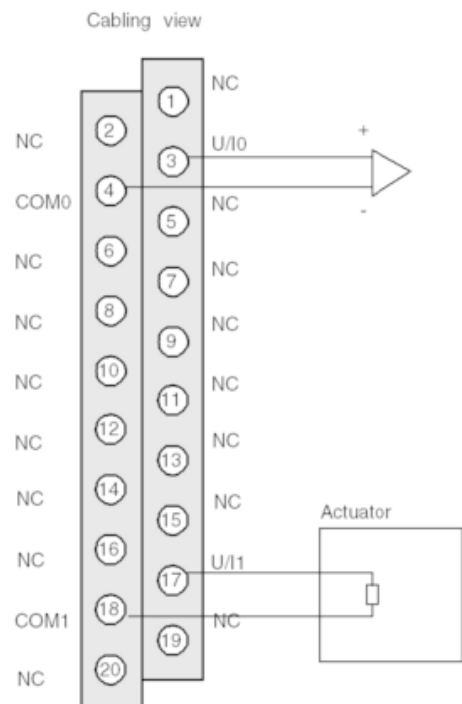 Cabling view
NC
1
2
NC
U/I0
+
3
4
COM0
NC
-
5
6
NC
NC
7
8
NC
NC
9
10
NC
NC
11
12
NC
NC
13
14
NC
NC
15
Actuator
16
NC
U/I1
17
18
COM1
NC
19
20
NC